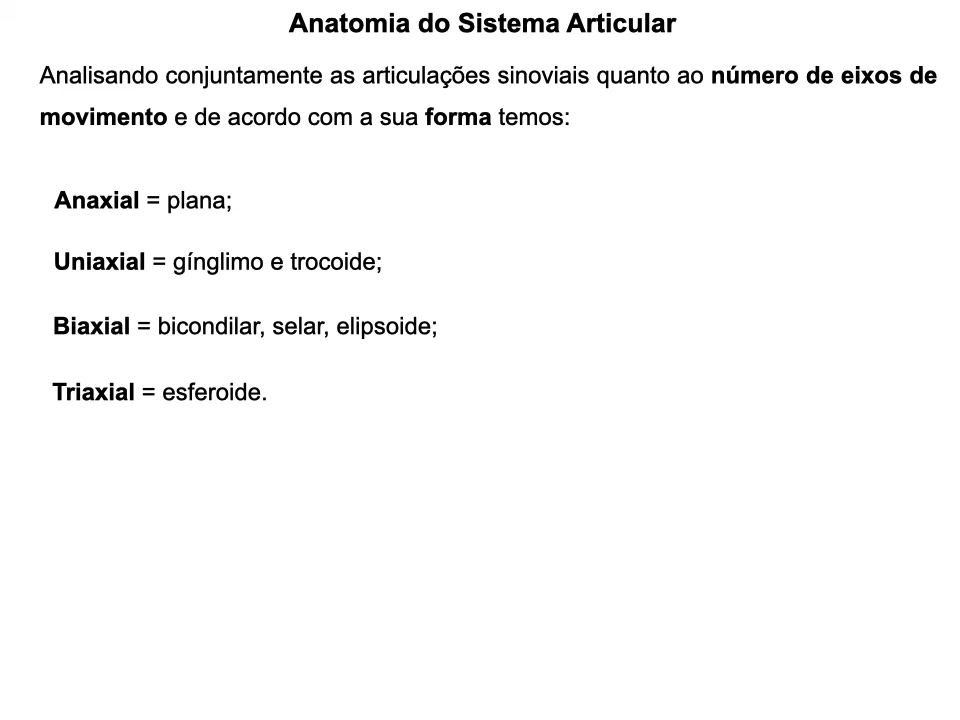 Anatomia do Sistema Articular
Analisando conjuntamente as articulações sinoviais quanto ao número de eixos de
movimento e de acordo com a sua forma temos:
Anaxial = plana;
Uniaxial = gínglimo e trocoide;
Biaxial = bicondilar, selar, elipsoide;
Triaxial = esferoide.